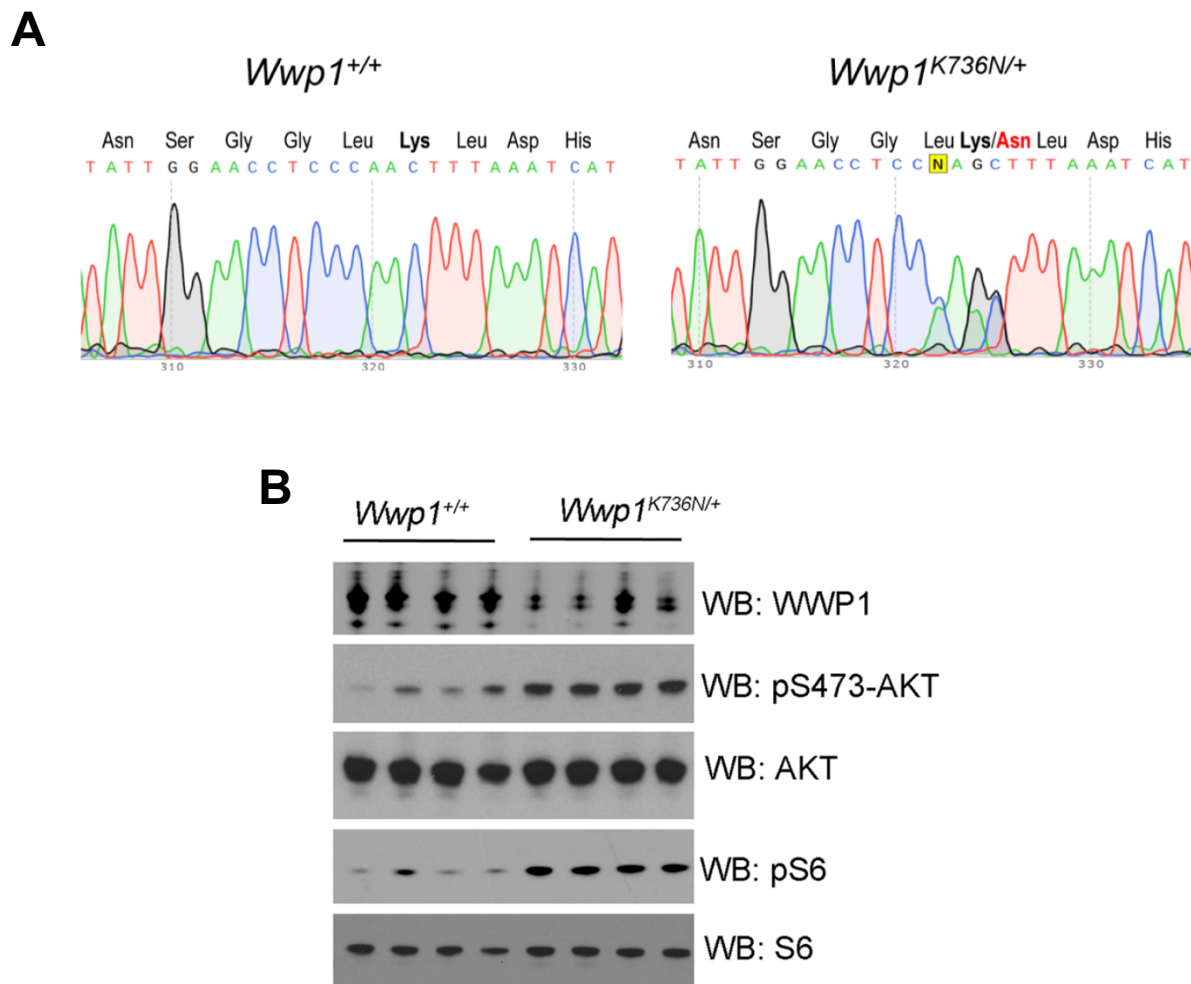 A
Wwp1+/+
Wwp1K736N/+
Asn Ser Gly Gly Leu Lys Leu Asp His
T A T T G G A A C C T C C C A A C T T T A A A T C A T
310 320 330
Asn Ser Gly Gly Leu Lys/Asn Leu Asp His
T A T T G G A A C C T C C N A G C T T T A A A T C A T
310 320 330
B
Wwp1+/+
Wwp1K736N/+
WB: WWP1
WB: pS473-AKT
WB: AKT
WB: pS6
WB: S6